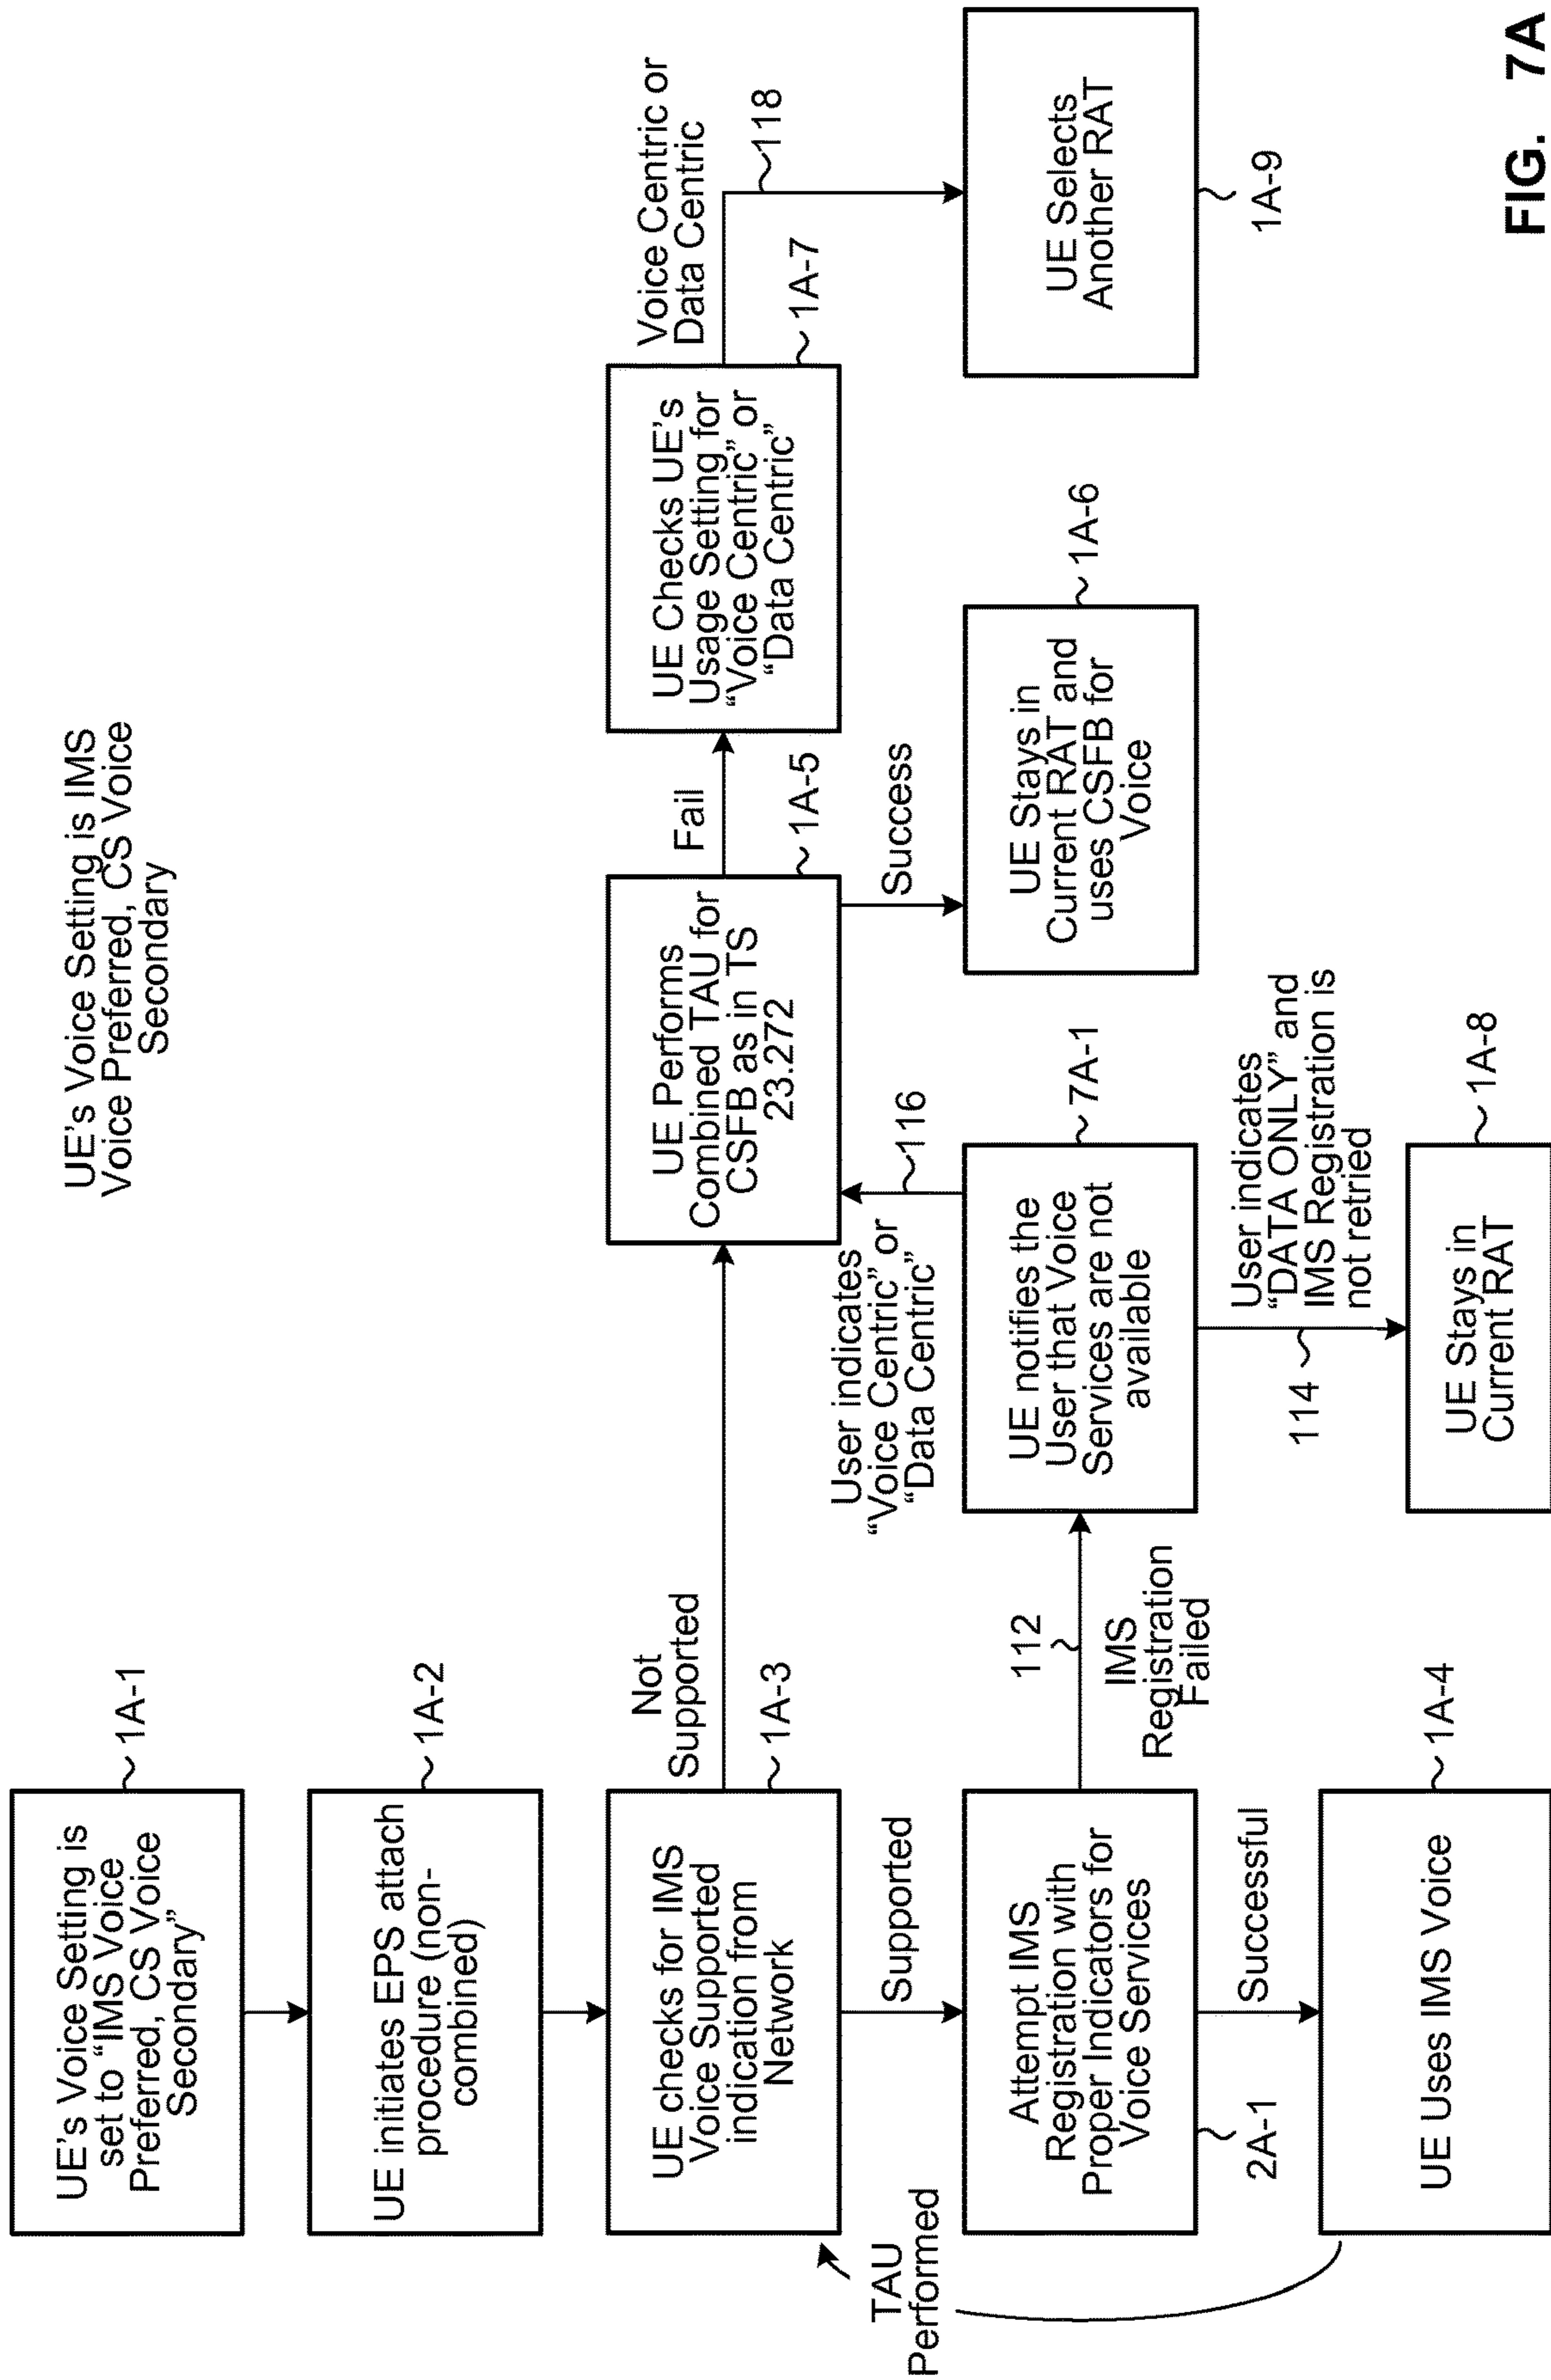 UE's Voice Setting is IMS
Voice Preferred, CS Voice
Secondary
UE's Voice Setting is
set to “IMS Voice
Preferred, CS Voice
Secondary”
1A-1
UE initiates EPS attach
procedure (non-
combined)
1A-2
UE checks for IMS
Voice Supported
indication from
Network
1A-3
Not
Supported
UE Performs
Combined TAU for
CSFB as in TS
23.272
1A-5
Fail
UE Checks UE's
Usage Setting for
“Voice Centric” or
“Data Centric”
1A-7
Voice Centric or
Data Centric
118
TAU
Performed
Supported
User indicates
“Voice Centric” or
“Data Centric”
116
Success
Attempt IMS
Registration with
Proper Indicators for
Voice Services
2A-1
112
IMS
Registration
Failed
UE notifies the
User that Voice
Services are not
available
7A-1
UE Stays in
Current RAT and
uses CSFB for
Voice
1A-6
UE Selects
Another RAT
1A-9
Successful
114
User indicates
“DATA ONLY” and
IMS Registration is
not retried
UE Uses IMS Voice
1A-4
UE Stays in
Current RAT
1A-8
FIG. 7A